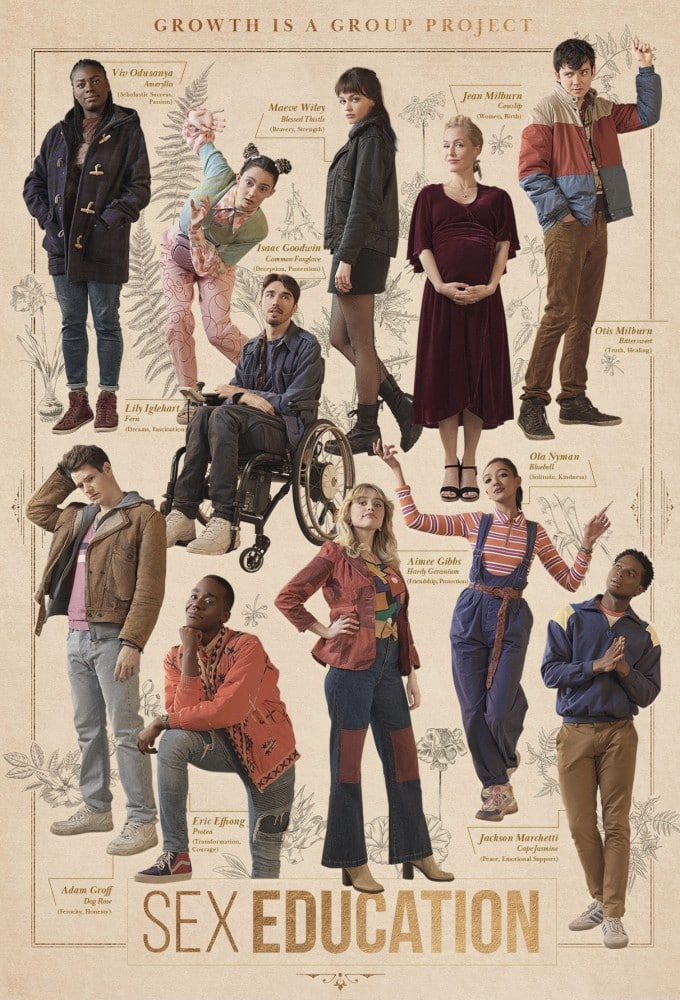 GROWTH IS A GROUP PROJECT
Viv Odusanya
Amaryllis
(Scholastic Success,
Passion)
Maeve Wiley
Blessed Thistle
(Bravery, Strength)
Jean Milburn
Cowslip
(Women, Birth)
Isaac Goodwin
Common Foxglove
(Deception, Protection)
Otis Milburn
Bittersweet
(Truth, Healing)
Lily Iglehart
Fern
(Dreams, Fascination)
Ola Nyman
Bluebell
(Solitude, Kindness)
Aimee Gibbs
Hardy Geranium
(Friendship, Protection)
Eric Effiong
Protea
(Transformation,
Courage)
Jackson Marchetti
Cape Jasmine
(Peace, Emotional Support)
Adam Groff
Dog Rose
(Ferocity, Honesty)
SEX EDUCATION